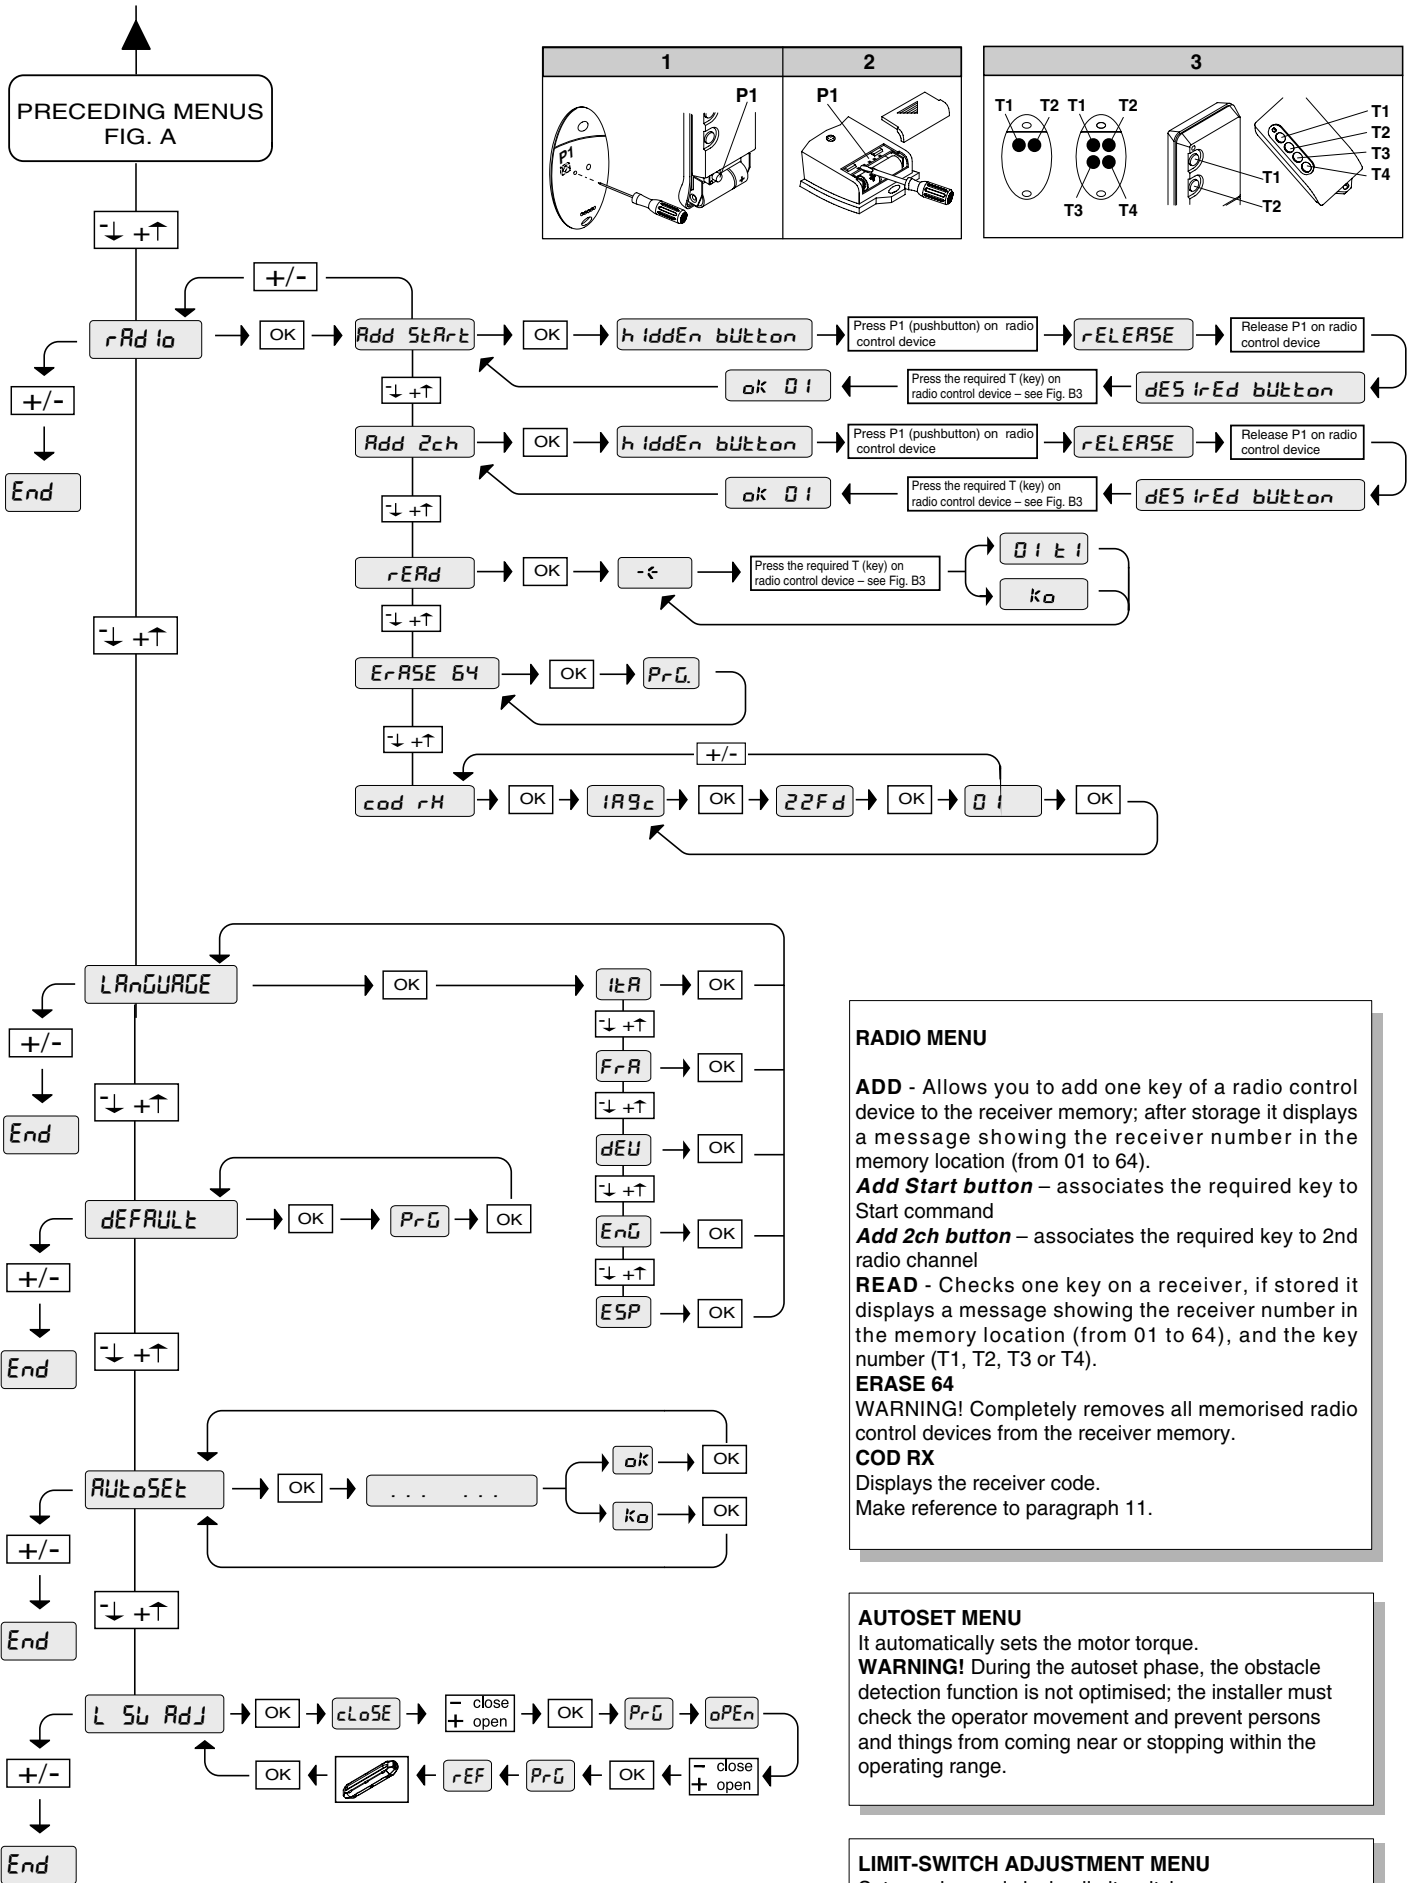 PRECEDING MENUS
FIG. A
1
2
3
P1
P1
P1
T1 T2 T1 T2
T3 T4
T1
T2
T1
T2
T3
T4
-↓ +↑
+/-
rAdIo
OK
Add StArt
OK
hIddEn bUtton
Press P1 (pushbutton) on radio
control device
rELEASE
Release P1 on radio
control device
+/-
End
-↓ +↑
oK 01
Press the required T (key) on
radio control device – see Fig. B3
dESIrEd bUtton
Add 2ch
OK
hIddEn bUtton
Press P1 (pushbutton) on radio
control device
rELEASE
Release P1 on radio
control device
-↓ +↑
oK 01
Press the required T (key) on
radio control device – see Fig. B3
dESIrEd bUtton
rEAd
OK
Press the required T (key) on
radio control device – see Fig. B3
01 t1
Ko
-↓ +↑
-↓ +↑
ErASE 64
OK
PrG.
-↓ +↑
+/-
cod rH
OK
1A9c
OK
22Fd
OK
01
OK
LAnGUAGE
OK
ItA
OK
-↓ +↑
FrA
OK
-↓ +↑
dEU
OK
-↓ +↑
EnG
OK
-↓ +↑
ESP
OK
+/-
End
-↓ +↑
dEFAULt
OK
PrG
OK
+/-
End
-↓ +↑
AUtoSEt
OK
... ...
oK
OK
Ko
OK
+/-
End
-↓ +↑
L SW AdJ
OK
cLoSE
– close
+ open
OK
PrG
oPEn
OK
rEF
PrG
OK
– close
+ open
+/-
End
RADIO MENU
ADD - Allows you to add one key of a radio control
device to the receiver memory; after storage it displays
a message showing the receiver number in the
memory location (from 01 to 64).
Add Start button – associates the required key to
Start command
Add 2ch button – associates the required key to 2nd
radio channel
READ - Checks one key on a receiver, if stored it
displays a message showing the receiver number in
the memory location (from 01 to 64), and the key
number (T1, T2, T3 or T4).
ERASE 64
WARNING! Completely removes all memorised radio
control devices from the receiver memory.
COD RX
Displays the receiver code.
Make reference to paragraph 11.
AUTOSET MENU
It automatically sets the motor torque.
WARNING! During the autoset phase, the obstacle
detection function is not optimised; the installer must
check the operator movement and prevent persons
and things from coming near or stopping within the
operating range.
LIMIT-SWITCH ADJUSTMENT MENU